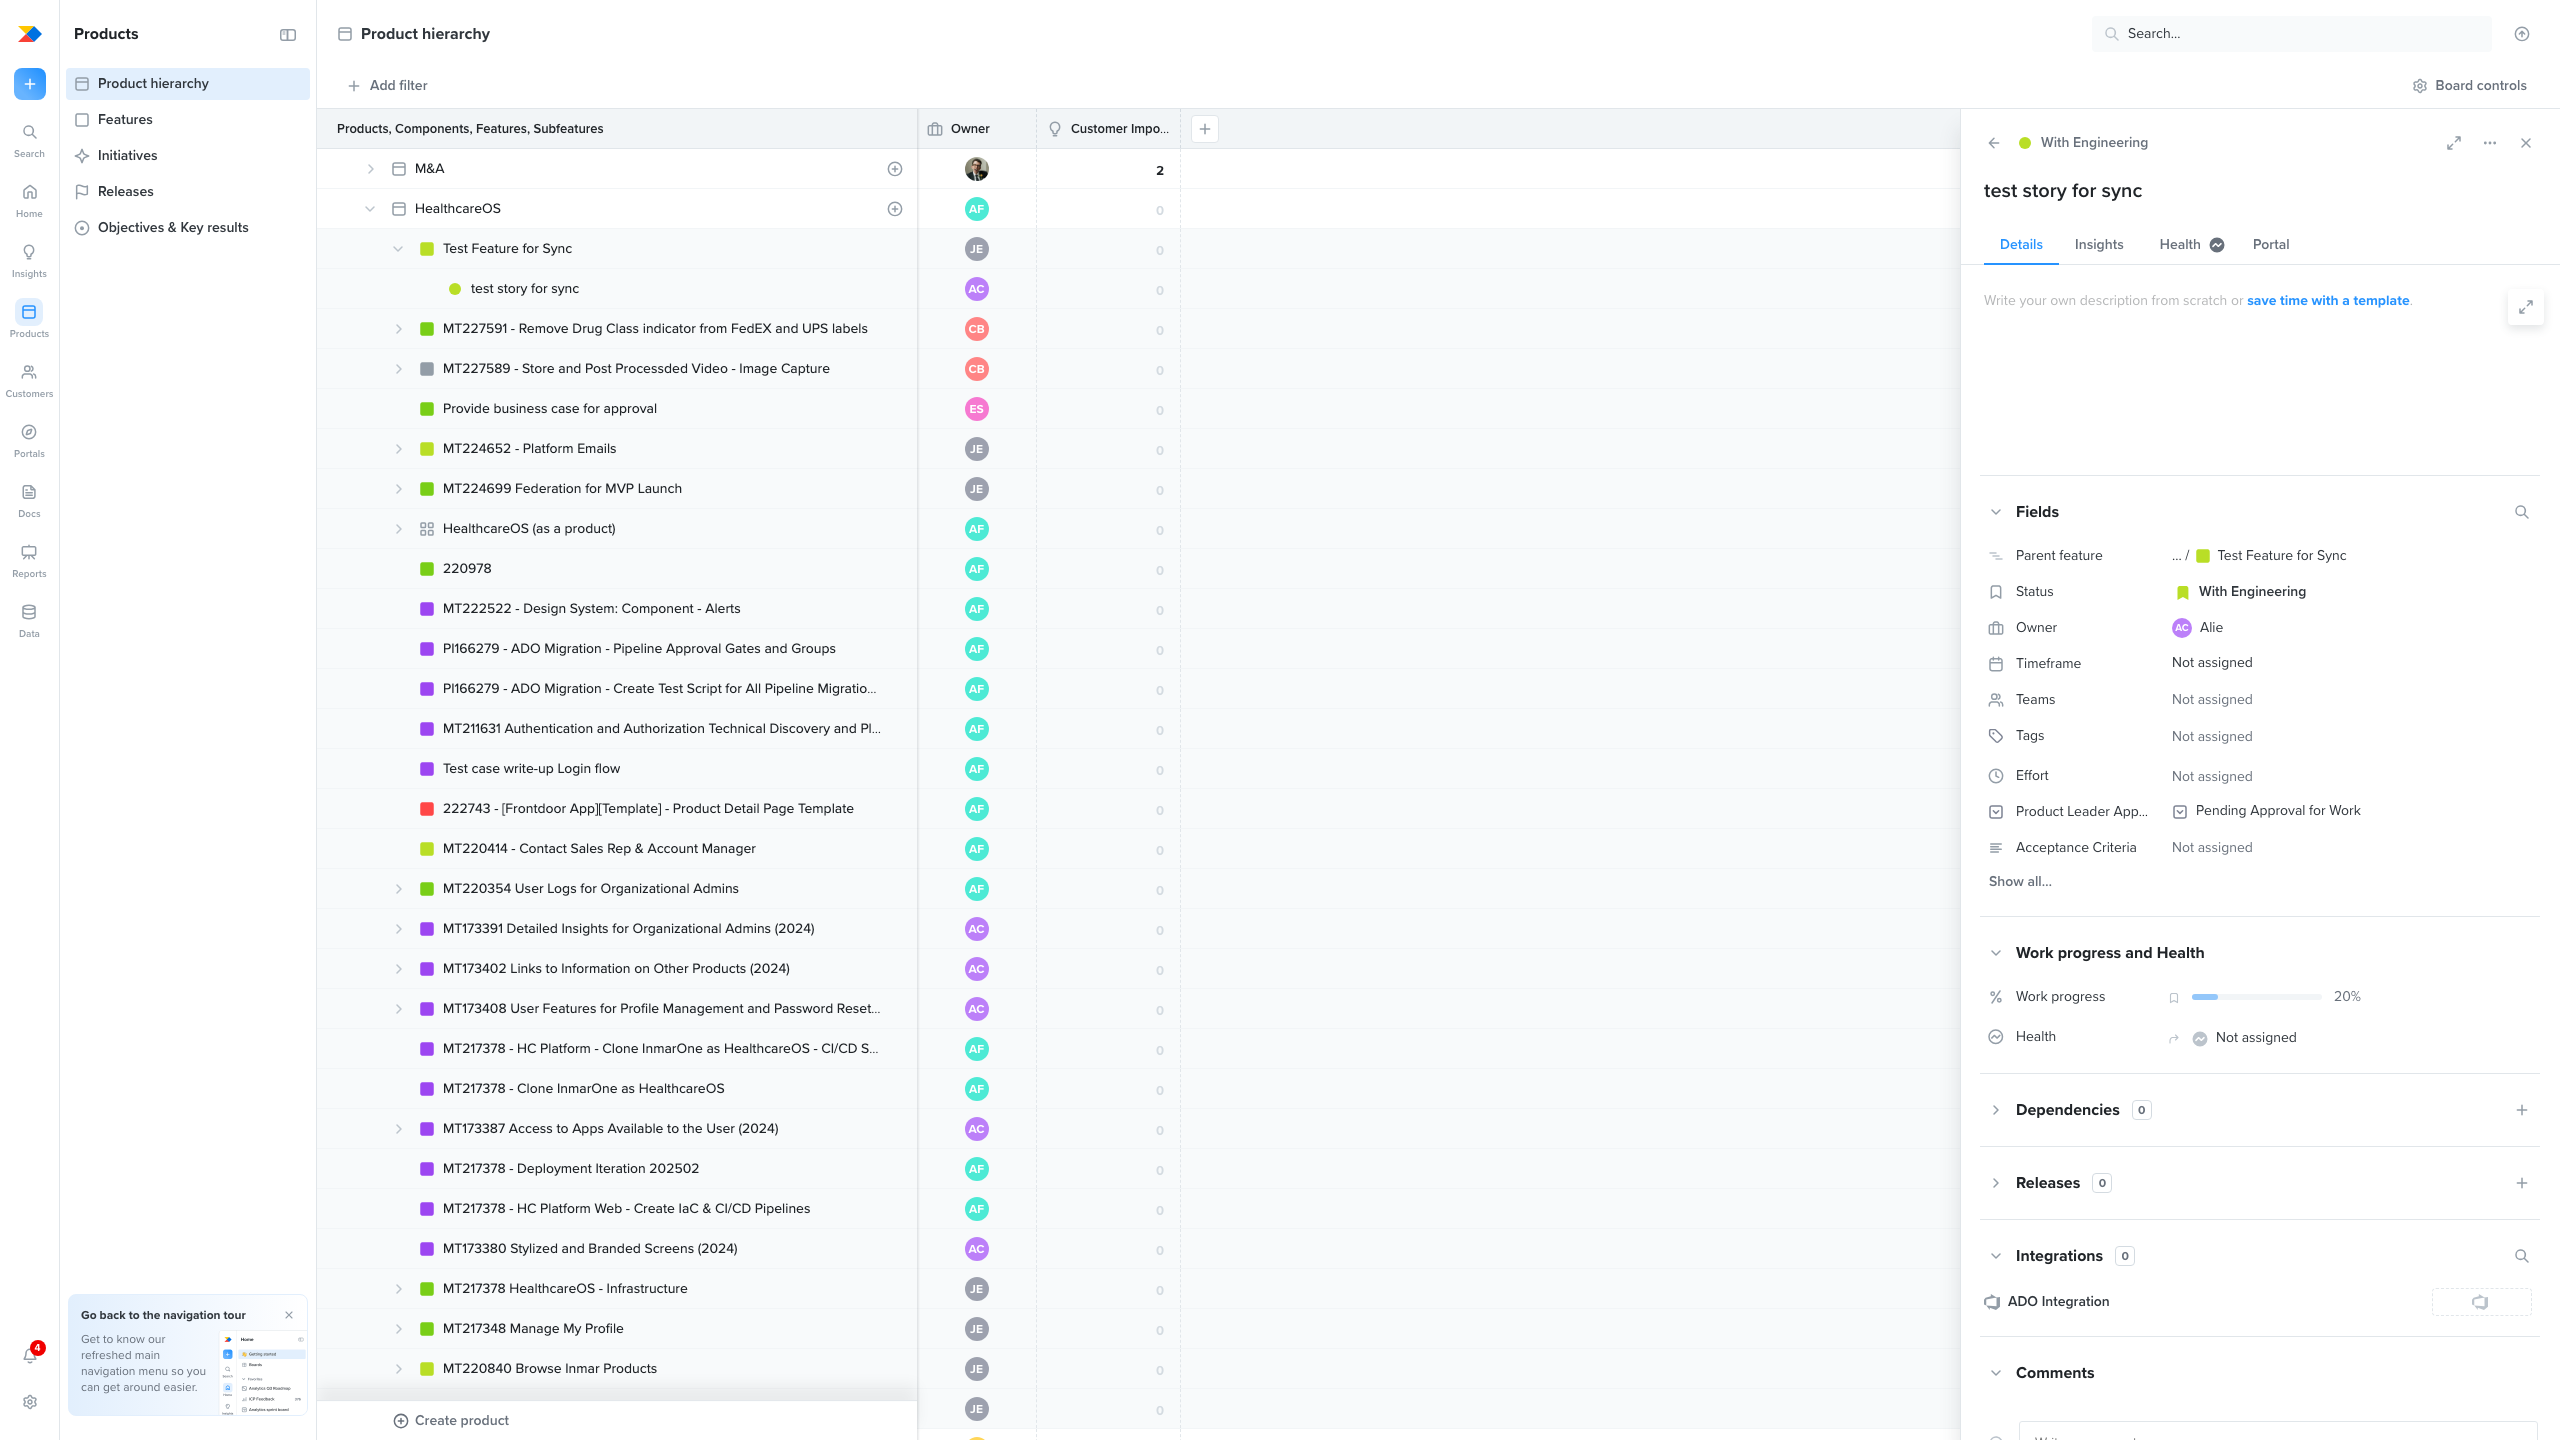 Products
Product hierarchy
Search...
Add filter
Board controls
Search
Home
Insights
Products
Customers
Portals
Docs
Reports
Data
4
Product hierarchy
Features
Initiatives
Releases
Objectives & Key results
Go back to the navigation tour
Get to know our
refreshed main
navigation menu so you
can get around easier.
Products, Components, Features, Subfeatures
Owner
Customer Impo...
M&A 2
HealthcareOS AF 0
Test Feature for Sync JE 0
test story for sync AC 0
MT227591 - Remove Drug Class indicator from FedEX and UPS labels CB 0
MT227589 - Store and Post Processded Video - Image Capture CB 0
Provide business case for approval ES 0
MT224652 - Platform Emails JE 0
MT224699 Federation for MVP Launch JE 0
HealthcareOS (as a product) AF 0
220978 AF 0
MT222522 - Design System: Component - Alerts AF 0
PI166279 - ADO Migration - Pipeline Approval Gates and Groups AF 0
PI166279 - ADO Migration - Create Test Script for All Pipeline Migratio... AF 0
MT211631 Authentication and Authorization Technical Discovery and Pl... AF 0
Test case write-up Login flow AF 0
222743 - [Frontdoor App][Template] - Product Detail Page Template AF 0
MT220414 - Contact Sales Rep & Account Manager AF 0
MT220354 User Logs for Organizational Admins AF 0
MT173391 Detailed Insights for Organizational Admins (2024) AC 0
MT173402 Links to Information on Other Products (2024) AC 0
MT173408 User Features for Profile Management and Password Reset... AC 0
MT217378 - HC Platform - Clone InmarOne as HealthcareOS - CI/CD S... AF 0
MT217378 - Clone InmarOne as HealthcareOS AF 0
MT173387 Access to Apps Available to the User (2024) AC 0
MT217378 - Deployment Iteration 202502 AF 0
MT217378 - HC Platform Web - Create IaC & CI/CD Pipelines AF 0
MT173380 Stylized and Branded Screens (2024) AC 0
MT217378 HealthcareOS - Infrastructure JE 0
MT217348 Manage My Profile JE 0
MT220840 Browse Inmar Products JE 0
JE 0
Create product
With Engineering
test story for sync
Details
Insights
Health
Portal
Write your own description from scratch or save time with a template.
Fields
Parent feature ... / Test Feature for Sync
Status With Engineering
Owner AC Alie
Timeframe Not assigned
Teams Not assigned
Tags Not assigned
Effort Not assigned
Product Leader App... Pending Approval for Work
Acceptance Criteria Not assigned
Show all...
Work progress and Health
Work progress 20%
Health Not assigned
Dependencies 0
Releases 0
Integrations 0
ADO Integration
Comments